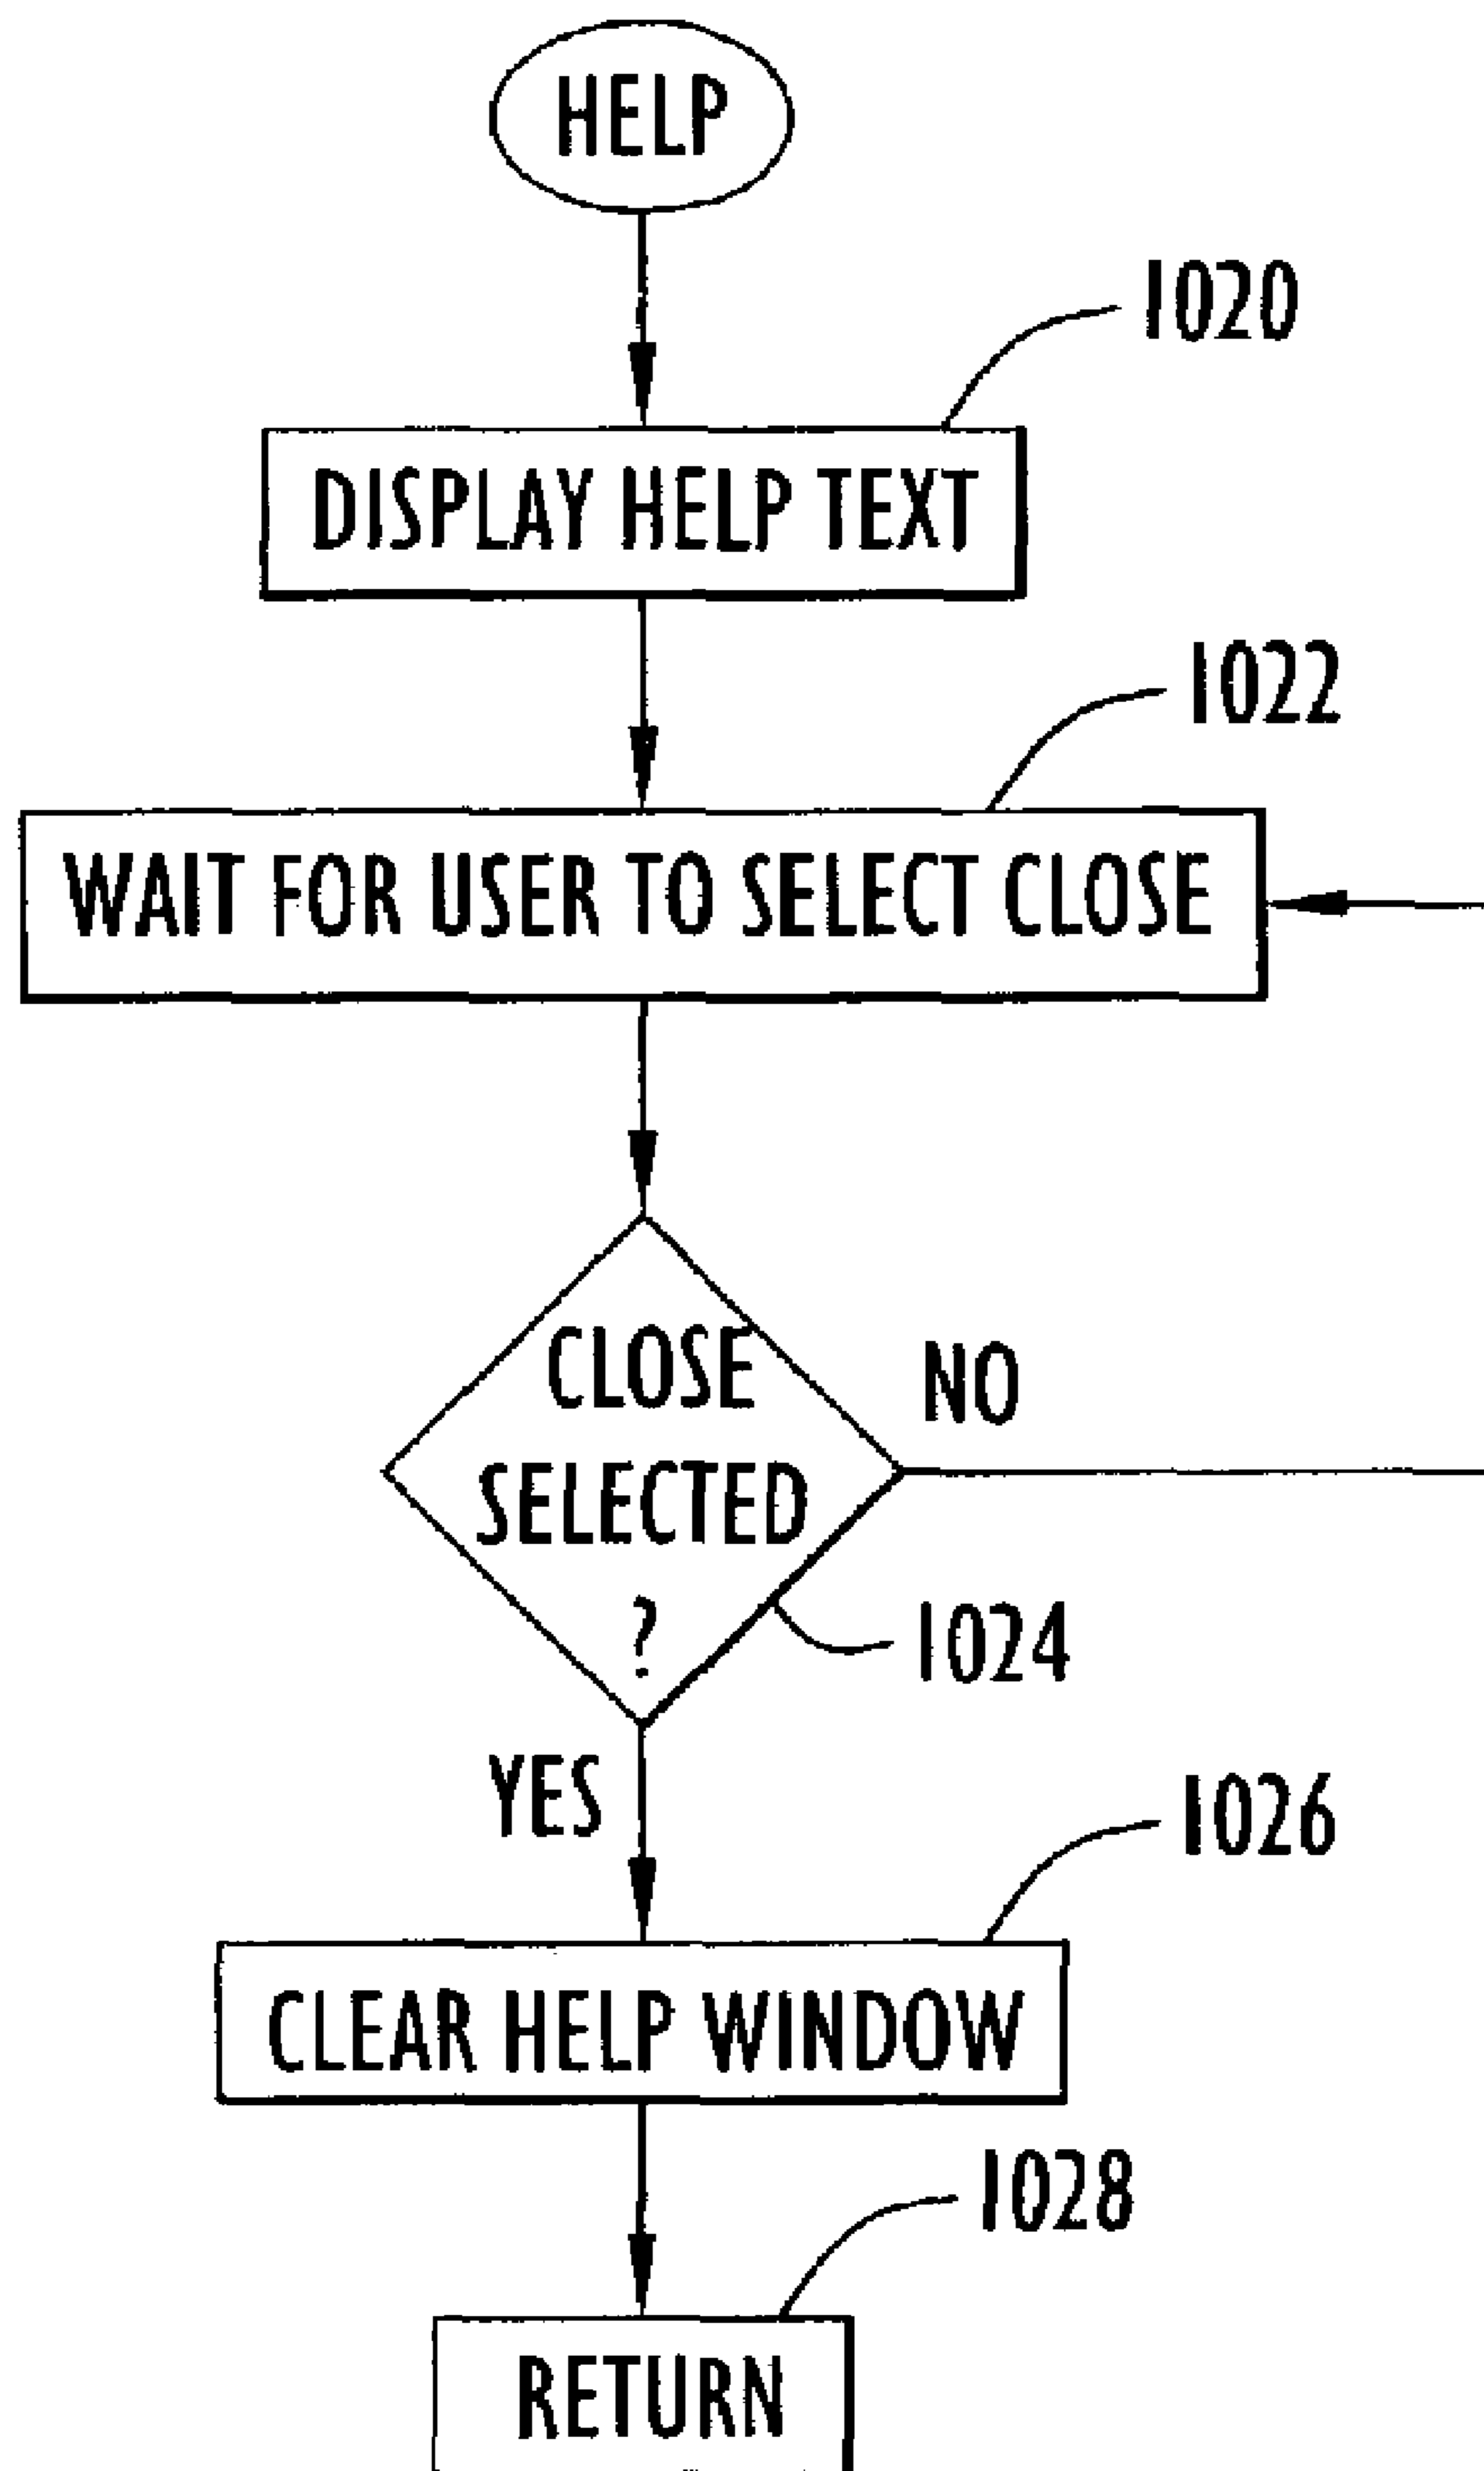 HELP
1020
DISPLAY HELP TEXT
1022
WAIT FOR USER TO SELECT CLOSE
CLOSE
SELECTED
?
NO
1024
YES
1026
CLEAR HELP WINDOW
1028
RETURN